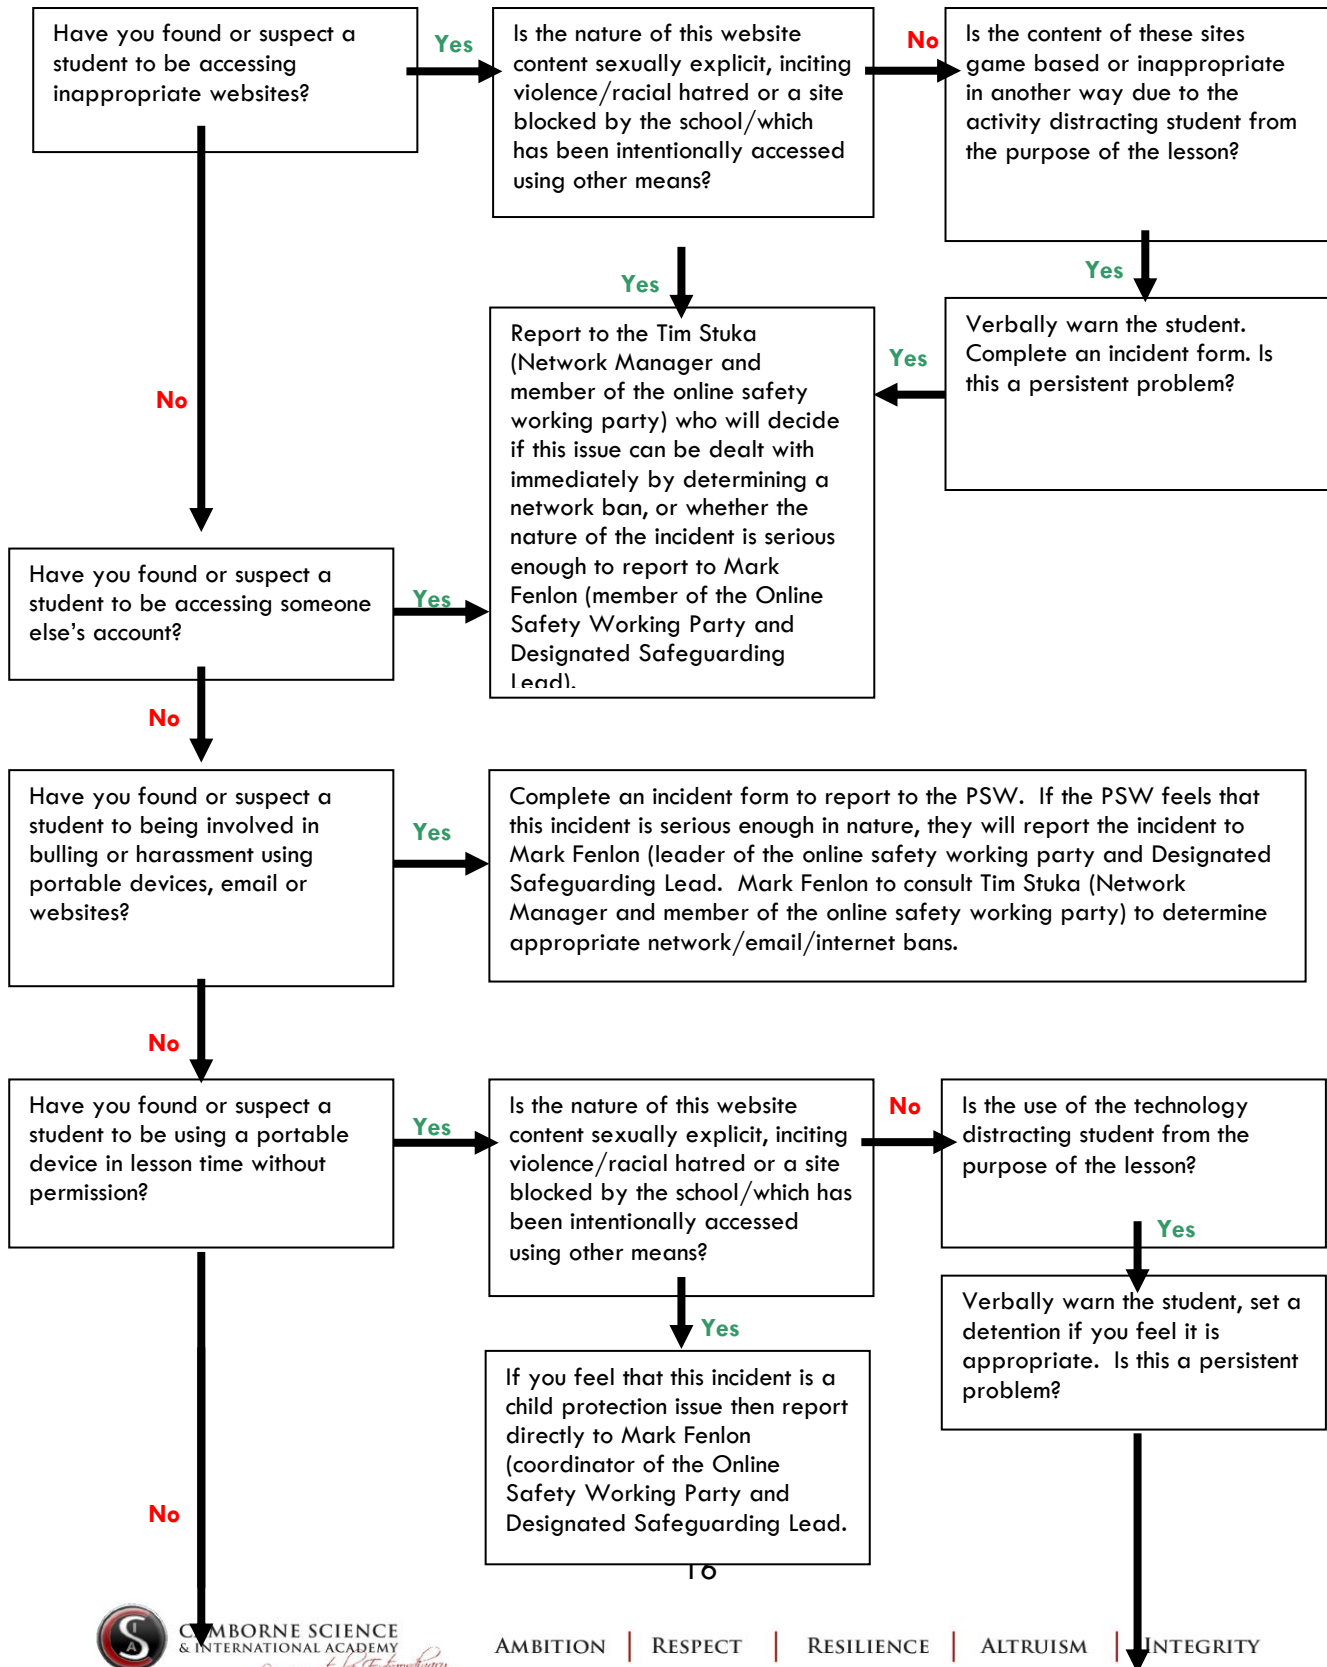 Have you found or suspect a
student to be accessing
inappropriate websites?
Yes
Is the nature of this website
content sexually explicit, inciting
violence/racial hatred or a site
blocked by the school/which
has been intentionally accessed
using other means?
No
Is the content of these sites
game based or inappropriate
in another way due to the
activity distracting student from
the purpose of the lesson?
Yes
Yes
Verbally warn the student.
Complete an incident form. Is
this a persistent problem?
Yes
Report to the Tim Stuka
(Network Manager and
member of the online safety
working party) who will decide
if this issue can be dealt with
immediately by determining a
network ban, or whether the
nature of the incident is serious
enough to report to Mark
Fenlon (member of the Online
Safety Working Party and
Designated Safeguarding
Lead).
No
Have you found or suspect a
student to be accessing someone
else's account?
Yes
No
Have you found or suspect a
student to being involved in
bulling or harassment using
portable devices, email or
websites?
Yes
Complete an incident form to report to the PSW. If the PSW feels that
this incident is serious enough in nature, they will report the incident to
Mark Fenlon (leader of the online safety working party and Designated
Safeguarding Lead. Mark Fenlon to consult Tim Stuka (Network
Manager and member of the online safety working party) to determine
appropriate network/email/internet bans.
No
Have you found or suspect a
student to be using a portable
device in lesson time without
permission?
Yes
Is the nature of this website
content sexually explicit, inciting
violence/racial hatred or a site
blocked by the school/which has
been intentionally accessed
using other means?
No
Is the use of the technology
distracting student from the
purpose of the lesson?
Yes
Verbally warn the student, set a
detention if you feel it is
appropriate. Is this a persistent
problem?
Yes
If you feel that this incident is a
child protection issue then report
directly to Mark Fenlon
(coordinator of the Online
Safety Working Party and
Designated Safeguarding Lead.
No
16
CAMBORNE SCIENCE
& INTERNATIONAL ACADEMY
AMBITION | RESPECT | RESILIENCE | ALTRUISM | INTEGRITY